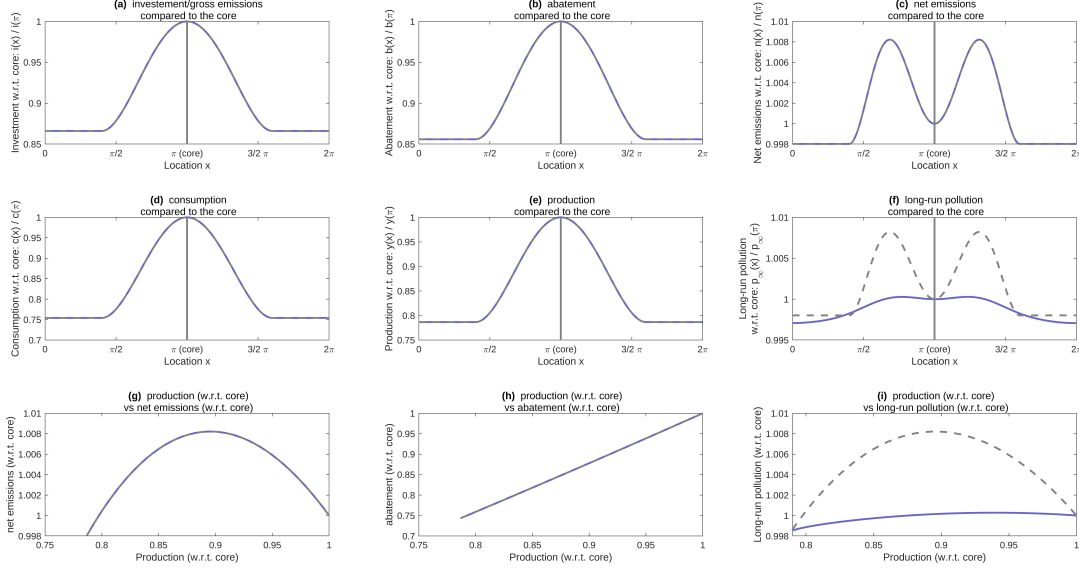 (a) investement/gross emissions
compared to the core
Investment w.r.t. core: i(x) / i(π)
1
0.95
0.9
0.85
0
π/2
π (core)
3/2 π
2π
Location x
(b) abatement
compared to the core
Abatement w.r.t. core: b(x) / b(π)
1
0.95
0.9
0.85
0
π/2
π (core)
3/2 π
2π
Location x
(c) net emissions
compared to the core
Net emissions w.r.t. core: n(x) / n(π)
1.01
1.008
1.006
1.004
1.002
1
0.998
0
π/2
π (core)
3/2 π
2π
Location x
(d) consumption
compared to the core
Consumption w.r.t. core: c(x) / c(π)
1
0.95
0.9
0.85
0.8
0.75
0.7
0
π/2
π (core)
3/2 π
2π
Location x
(e) production
compared to the core
Production w.r.t. core: y(x) / y(π)
1
0.95
0.9
0.85
0.8
0.75
0
π/2
π (core)
3/2 π
2π
Location x
(f) long-run pollution
compared to the core
Long-run pollution
w.r.t. core: p∞(x) / p∞(π)
1.01
1.005
1
0.995
0
π/2
π (core)
3/2 π
2π
Location x
(g) production (w.r.t. core)
vs net emissions (w.r.t. core)
net emissions (w.r.t. core)
1.01
1.008
1.006
1.004
1.002
1
0.998
0.75
0.8
0.85
0.9
0.95
1
Production (w.r.t. core)
(h) production (w.r.t. core)
vs abatement (w.r.t. core)
abatement (w.r.t. core)
1
0.95
0.9
0.85
0.8
0.75
0.7
0.7
0.75
0.8
0.85
0.9
0.95
1
Production (w.r.t. core)
(i) production (w.r.t. core)
vs long-run pollution (w.r.t. core)
Long-run pollution (w.r.t. core)
1.01
1.008
1.006
1.004
1.002
1
0.998
0.8
0.85
0.9
0.95
1
Production (w.r.t. core)